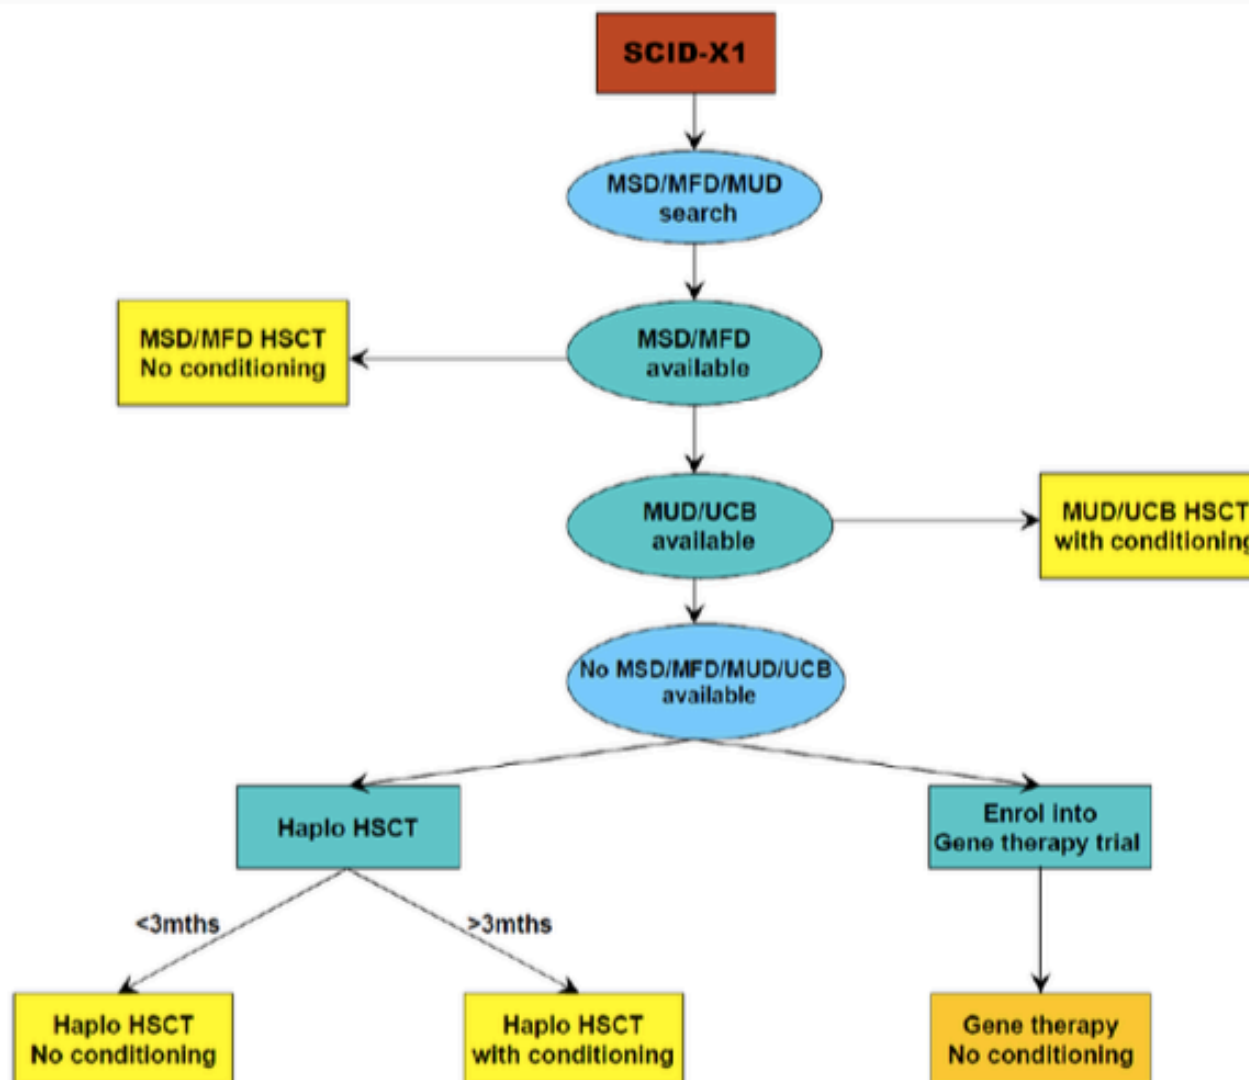 SCID-X1
MSD/MFD/MUD
search
MSD/MFD
available
MSD/MFD HSCT
No conditioning
MUD/UCB
available
MUD/UCB HSCT
with conditioning
No MSD/MFD/MUD/UCB
available
Haplo HSCT
Enrol into
Gene therapy trial
<3mths
>3mths
Haplo HSCT
No conditioning
Haplo HSCT
with conditioning
Gene therapy
No conditioning